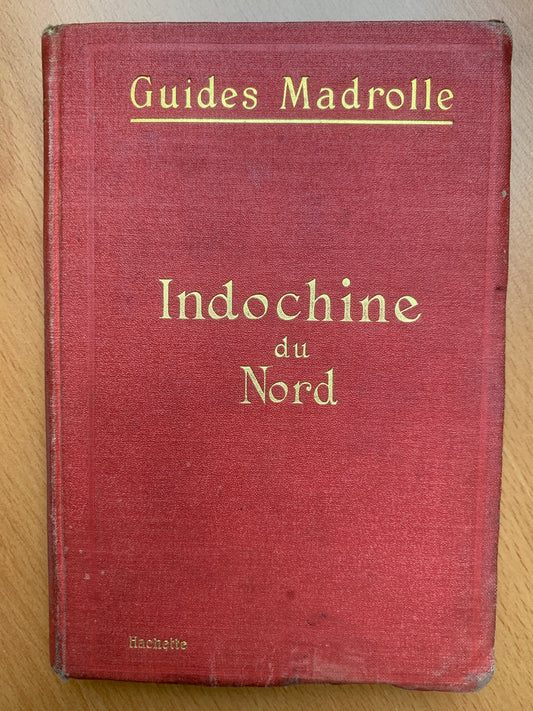 Guides Madrolle
Indochine
du
Nord
Hachette